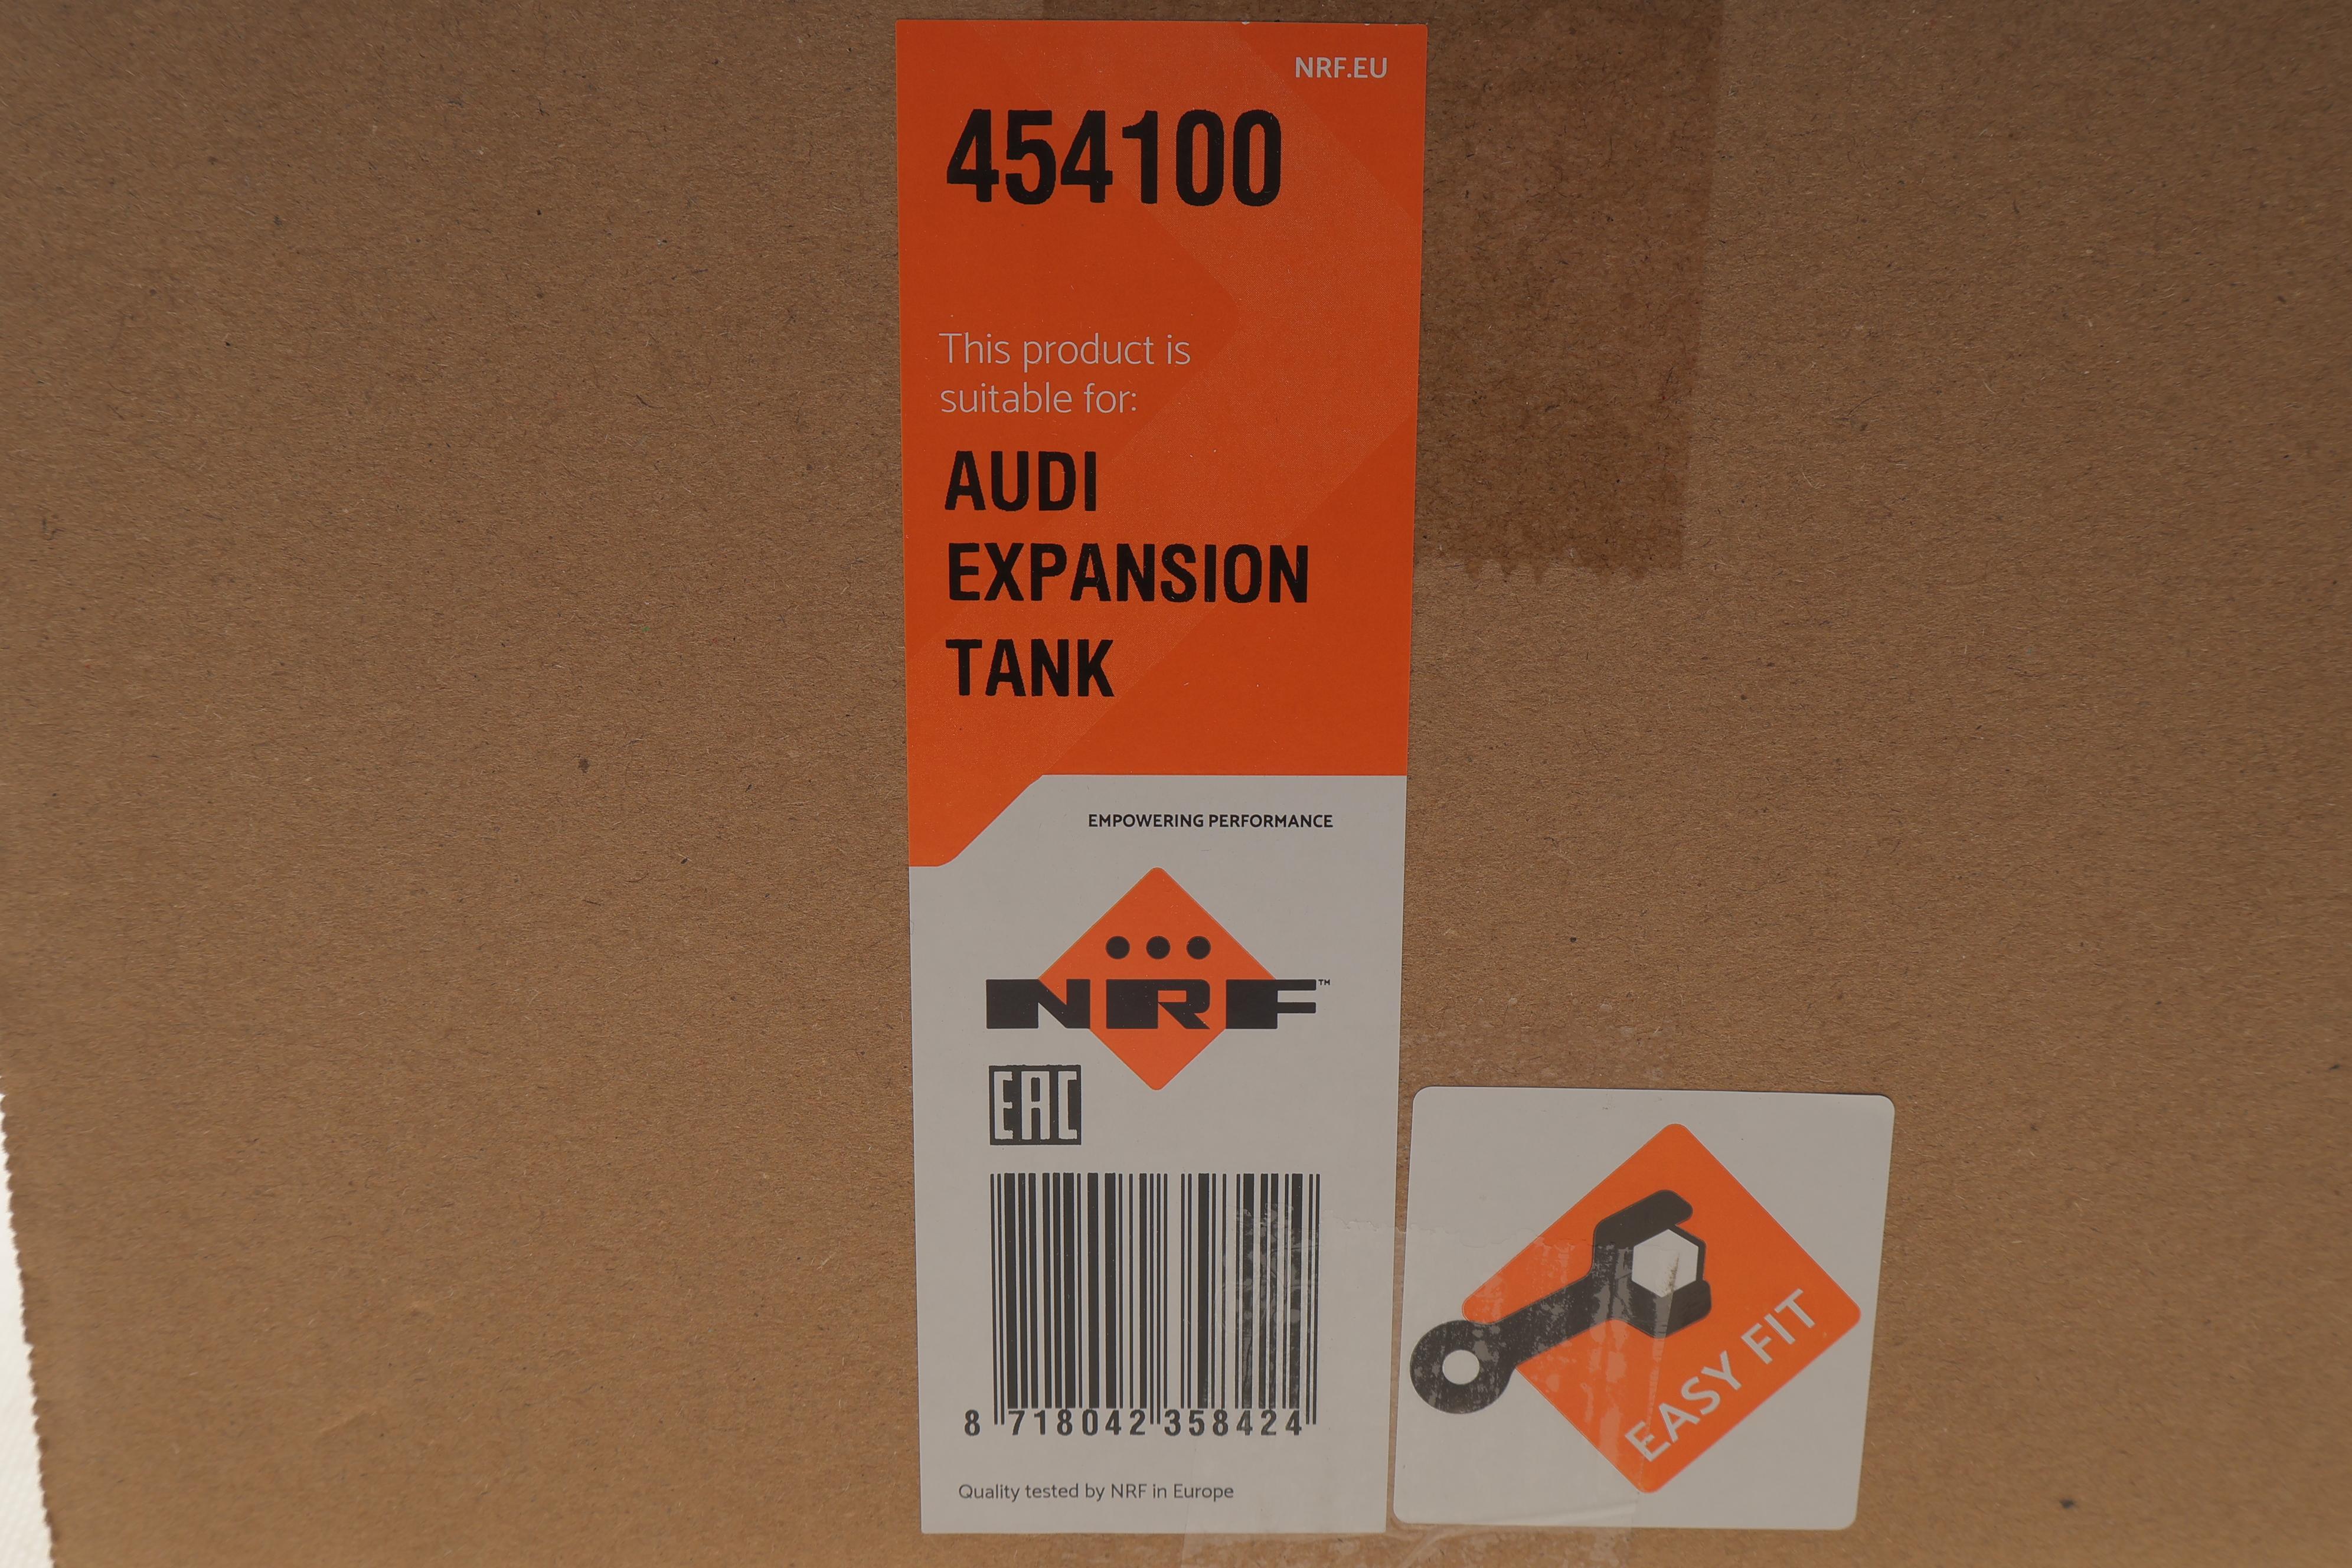 NRF.EU
454100
This product is
suitable for:
AUDI
EXPANSION
TANK
EMPOWERING PERFORMANCE
NRF™
EAC
8 718042 358424
Quality tested by NRF in Europe
EASY FIT